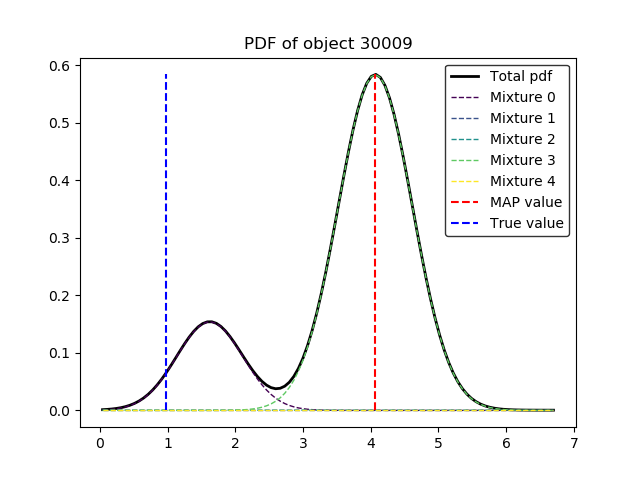 PDF of object 30009
0.6
0.5
0.4
0.3
0.2
0.1
0.0
0 1 2 3 4 5 6 7
Total pdf
Mixture 0
Mixture 1
Mixture 2
Mixture 3
Mixture 4
MAP value
True value